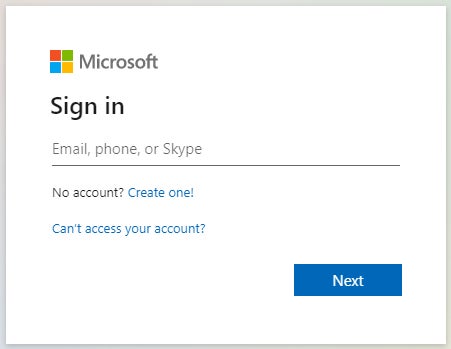 Microsoft
Sign in
Email, phone, or Skype
No account? Create one!
Can't access your account?
Next